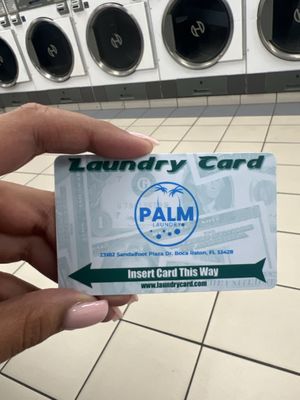 Laundry Card
PALM
LAUNDRY
23182 Sandalfoot Plaza Dr. Boca Raton, FL 33428
Insert Card This Way
www.laundrycard.com